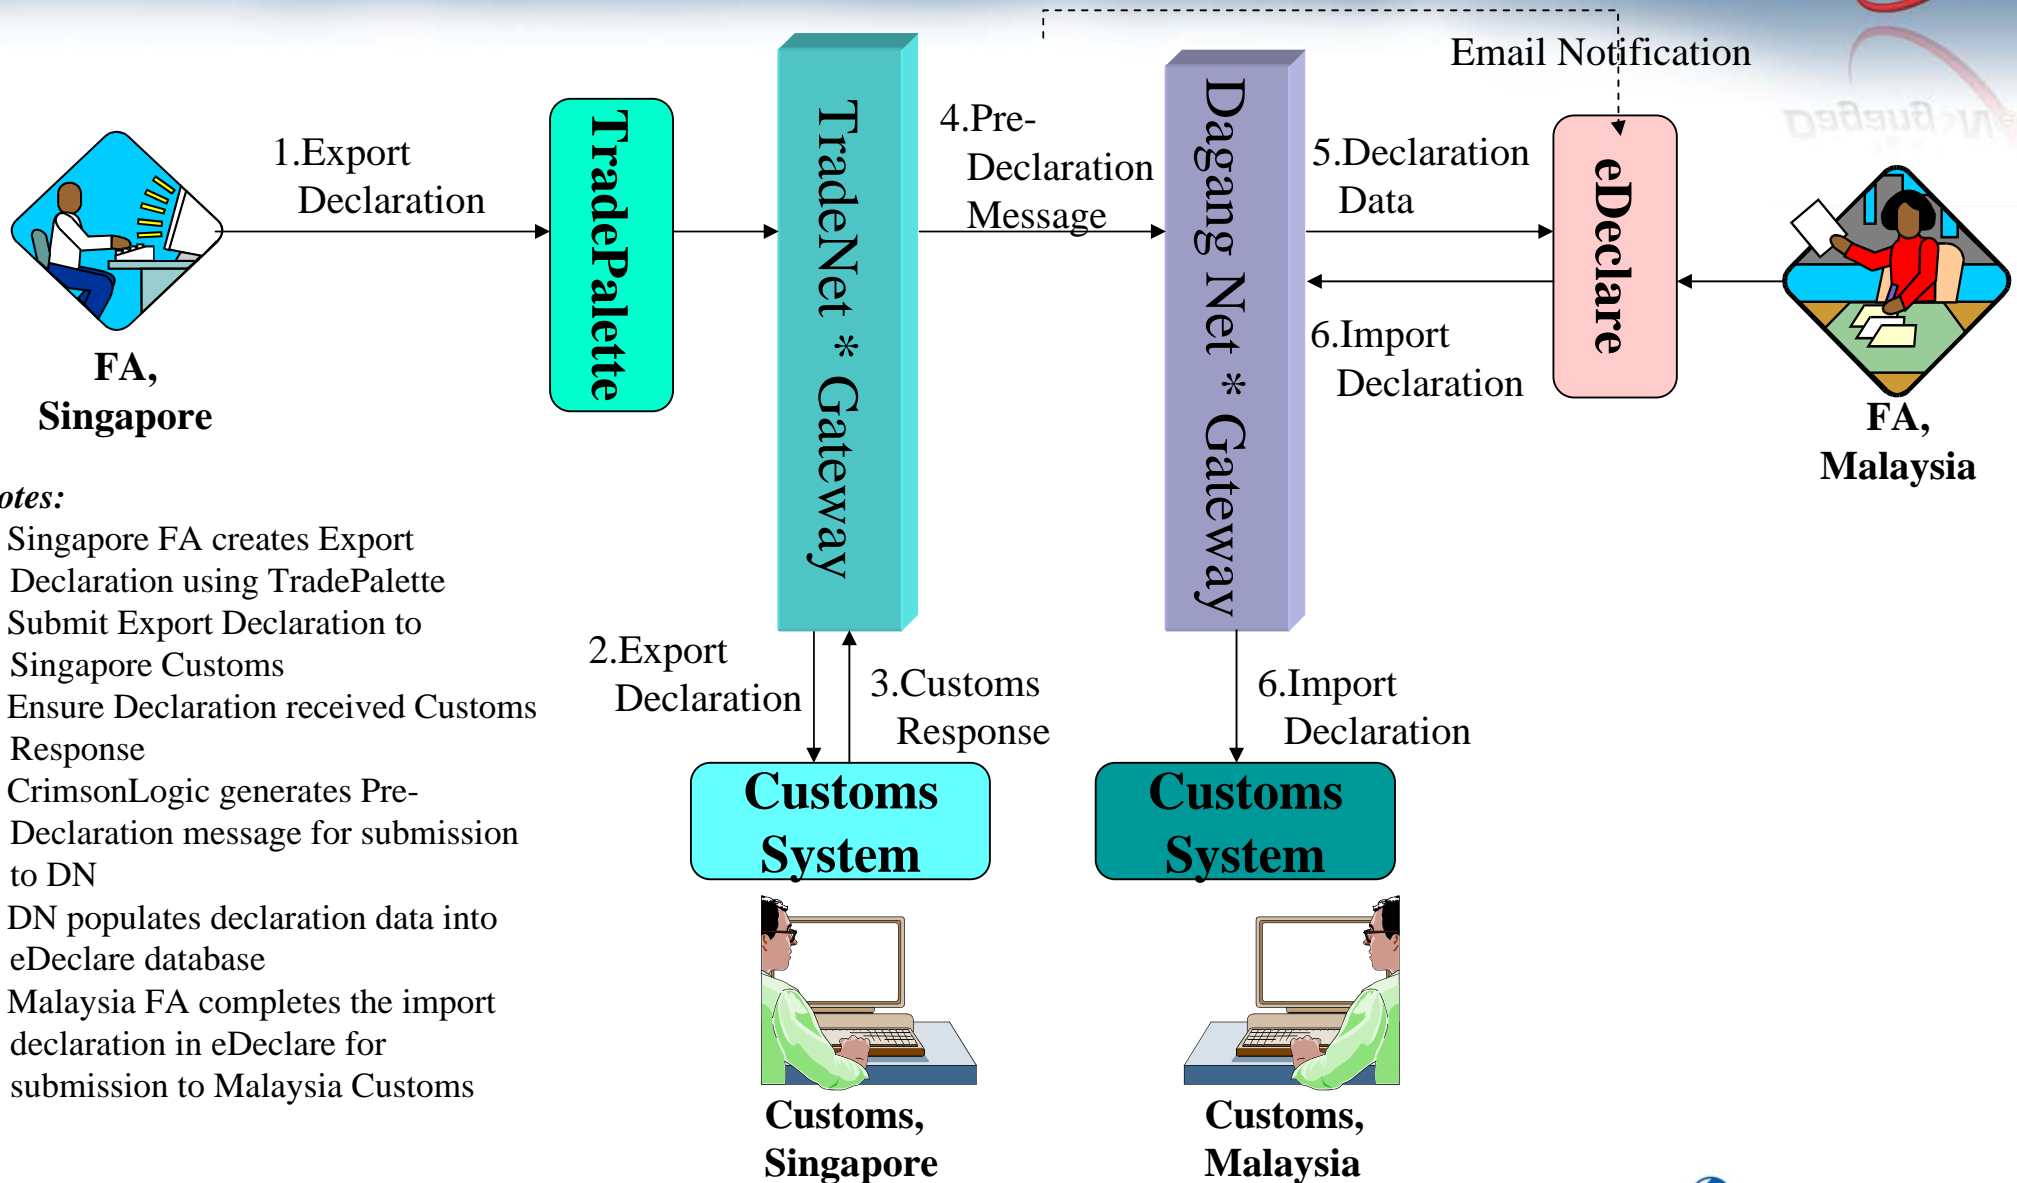 Email Notification
1.Export
Declaration
TradePalette
TradeNet * Gateway
4.Pre-
Declaration
Message
Dagang Net * Gateway
5.Declaration
Data
6.Import
Declaration
eDeclare
FA,
Singapore
FA,
Malaysia
otes:
Singapore FA creates Export
Declaration using TradePalette
Submit Export Declaration to
Singapore Customs
Ensure Declaration received Customs
Response
CrimsonLogic generates Pre-
Declaration message for submission
to DN
DN populates declaration data into
eDeclare database
Malaysia FA completes the import
declaration in eDeclare for
submission to Malaysia Customs
2.Export
Declaration
3.Customs
Response
6.Import
Declaration
Customs
System
Customs
System
Customs,
Singapore
Customs,
Malaysia